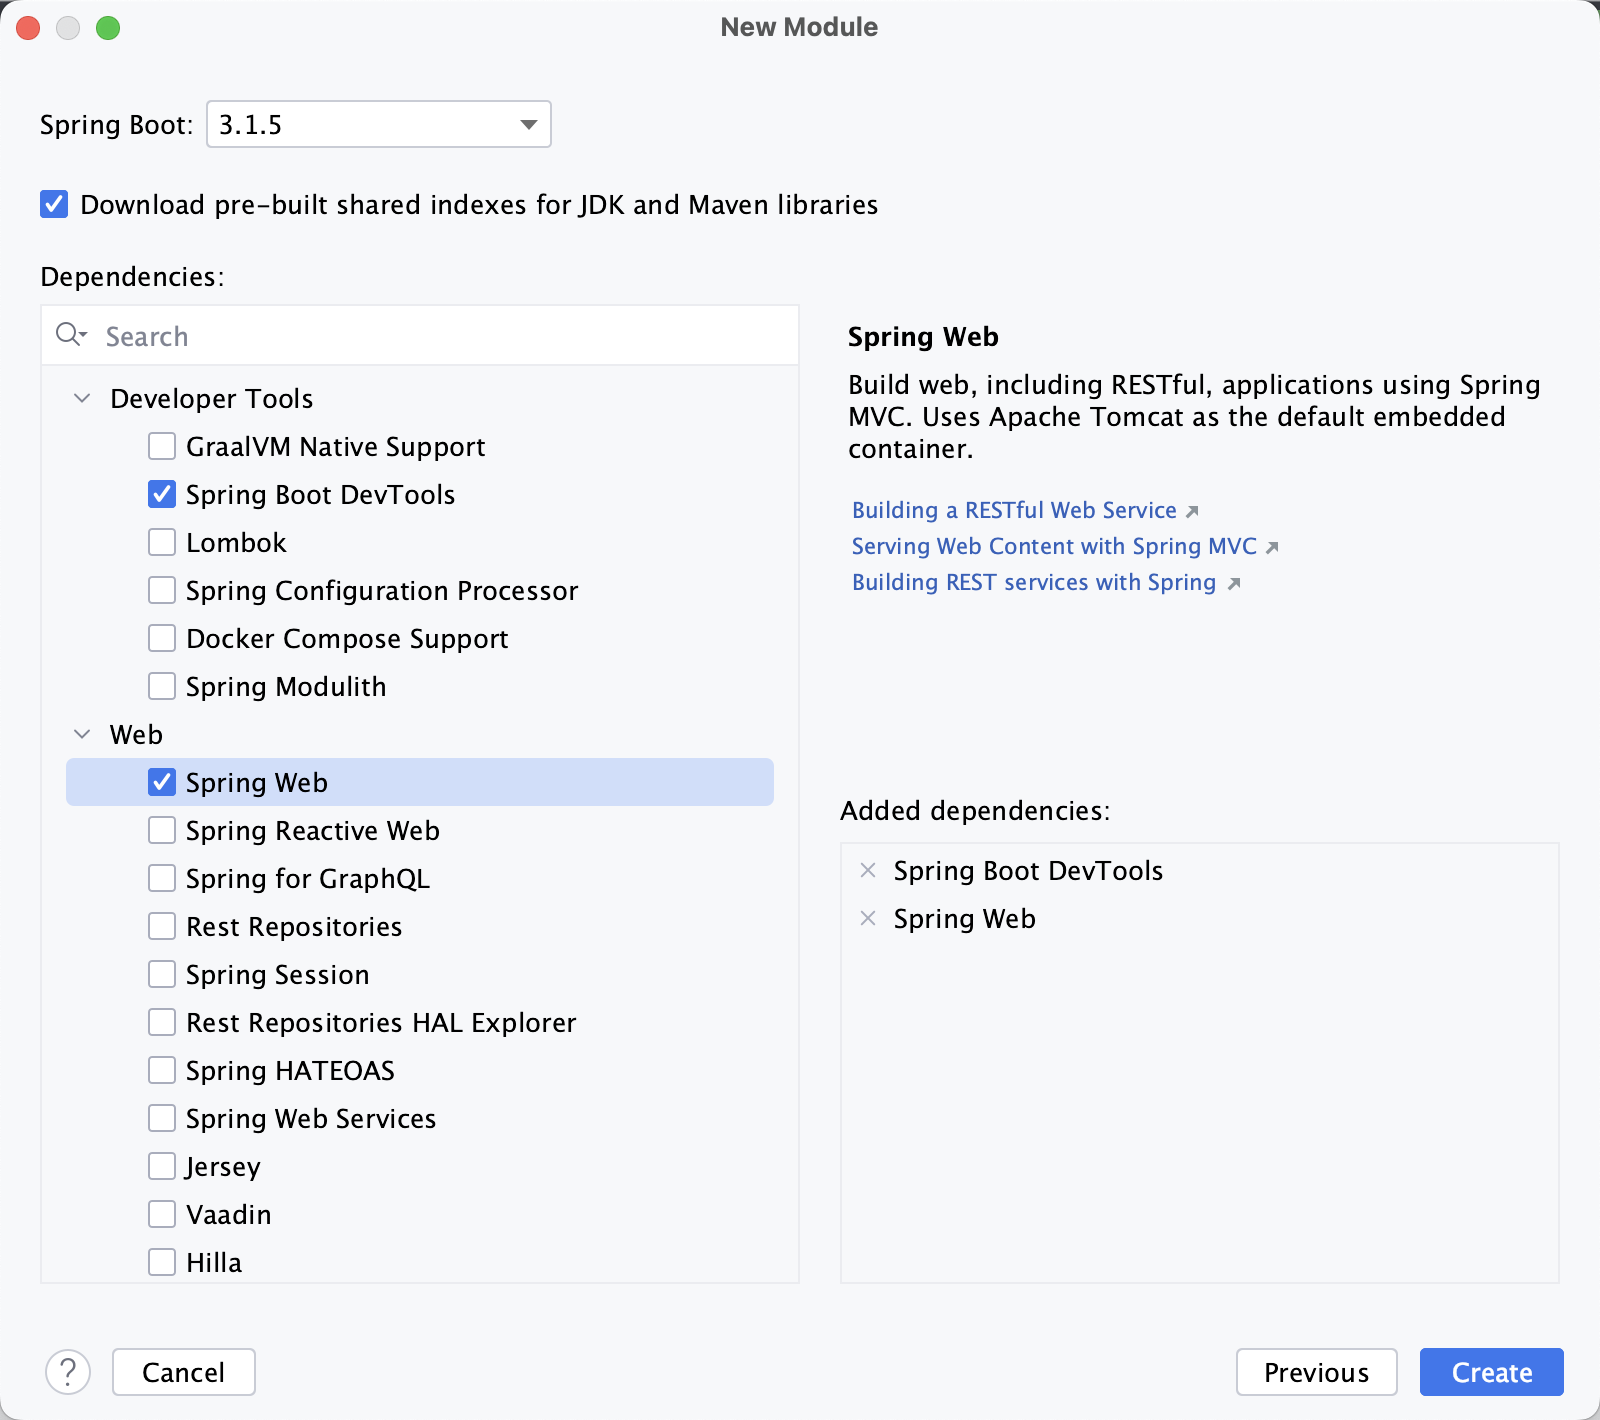 New Module
Spring Boot: 3.1.5
Download pre-built shared indexes for JDK and Maven libraries
Dependencies:
Search
Developer Tools
GraalVM Native Support
Spring Boot DevTools
Lombok
Spring Configuration Processor
Docker Compose Support
Spring Modulith
Web
Spring Web
Spring Reactive Web
Spring for GraphQL
Rest Repositories
Spring Session
Rest Repositories HAL Explorer
Spring HATEOAS
Spring Web Services
Jersey
Vaadin
Hilla
Spring Web
Build web, including RESTful, applications using Spring
MVC. Uses Apache Tomcat as the default embedded
container.
Building a RESTful Web Service
Serving Web Content with Spring MVC
Building REST services with Spring
Added dependencies:
Spring Boot DevTools
Spring Web
? Cancel Previous Create